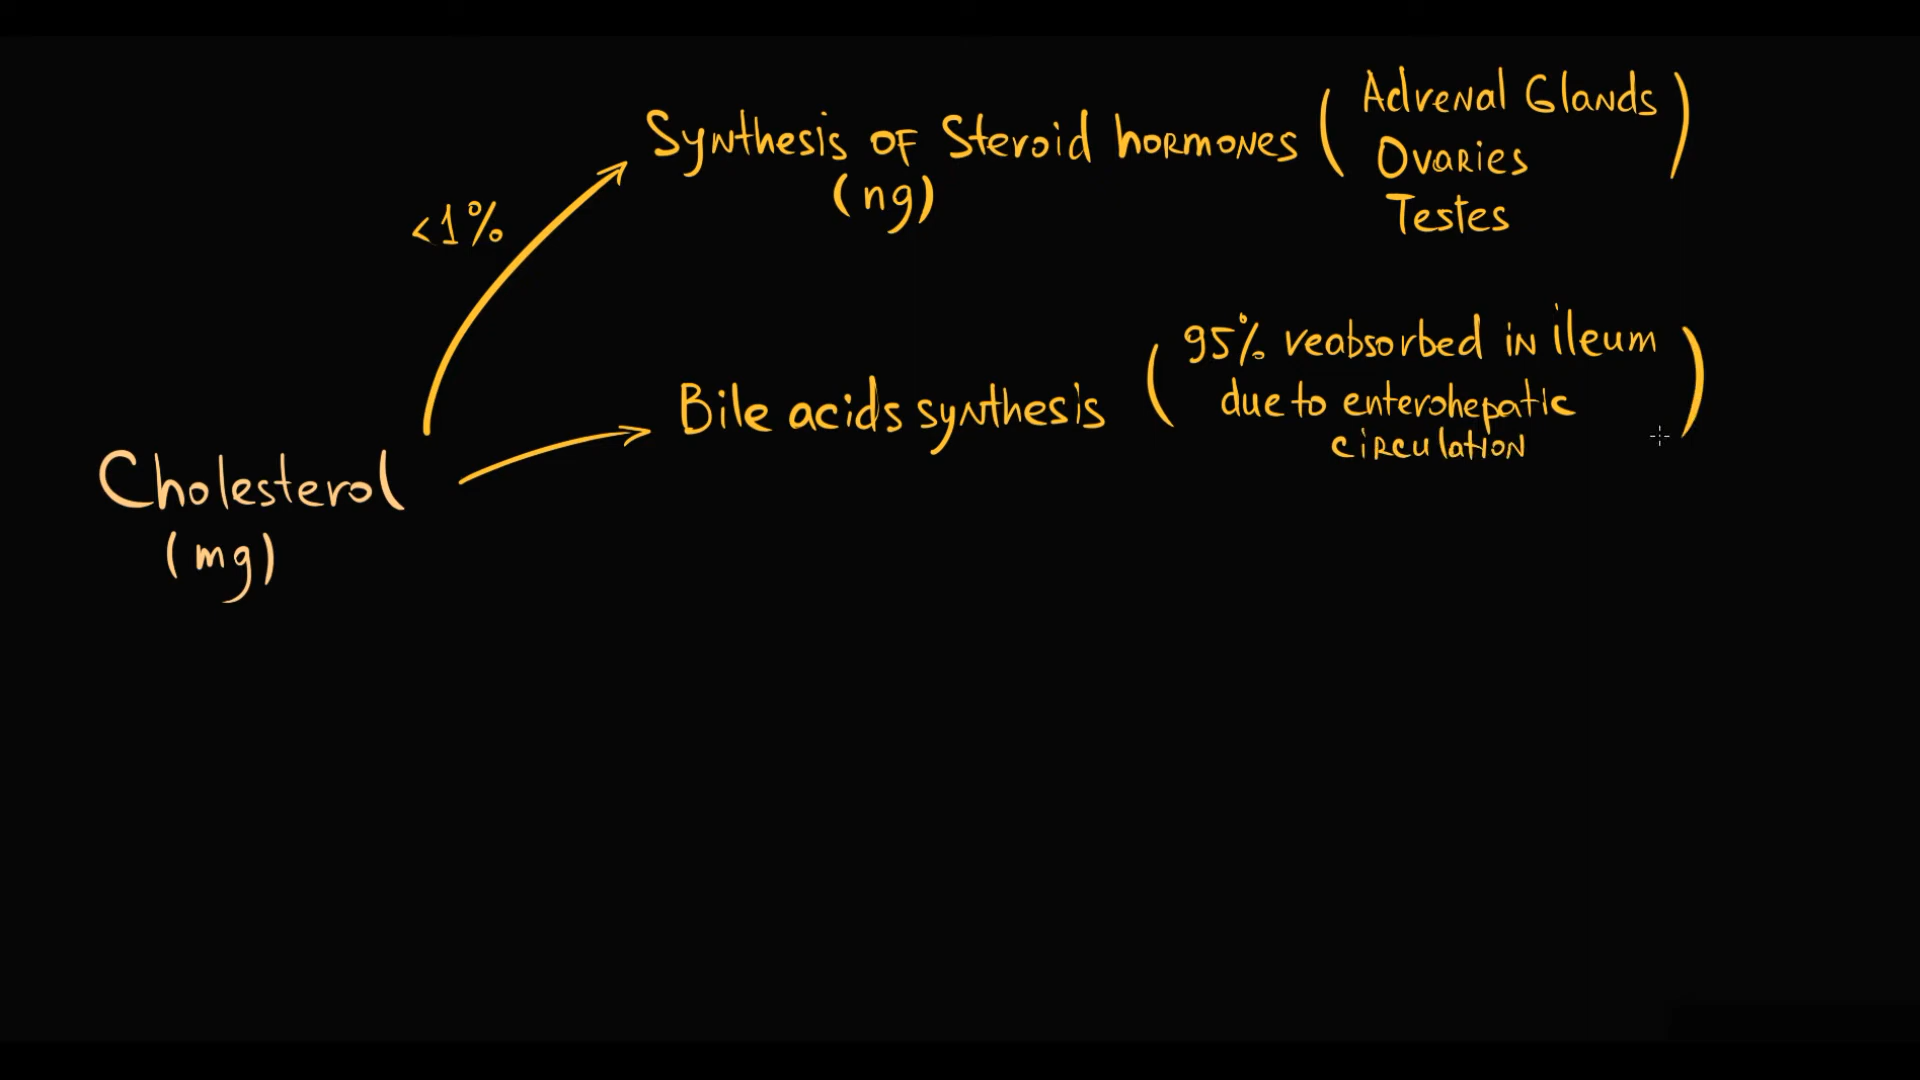 Synthesis of Steroid hormones (Adrenal Glands
Ovaries
Testes)
(ng)
<1%
Bile acids synthesis (95% reabsorbed in ileum
due to enterohepatic
circulation)
Cholesterol
(mg)